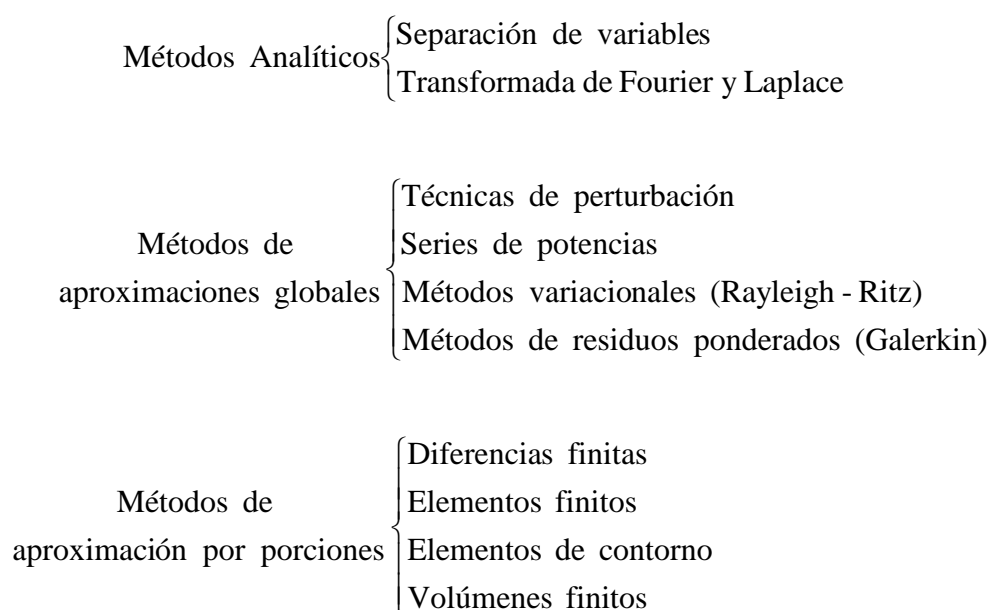 Métodos Analíticos
Separación de variables
Transformada de Fourier y Laplace
Métodos de
aproximaciones globales
Técnicas de perturbación
Series de potencias
Métodos variacionales (Rayleigh - Ritz)
Métodos de residuos ponderados (Galerkin)
Métodos de
aproximación por porciones
Diferencias finitas
Elementos finitos
Elementos de contorno
Volúmenes finitos